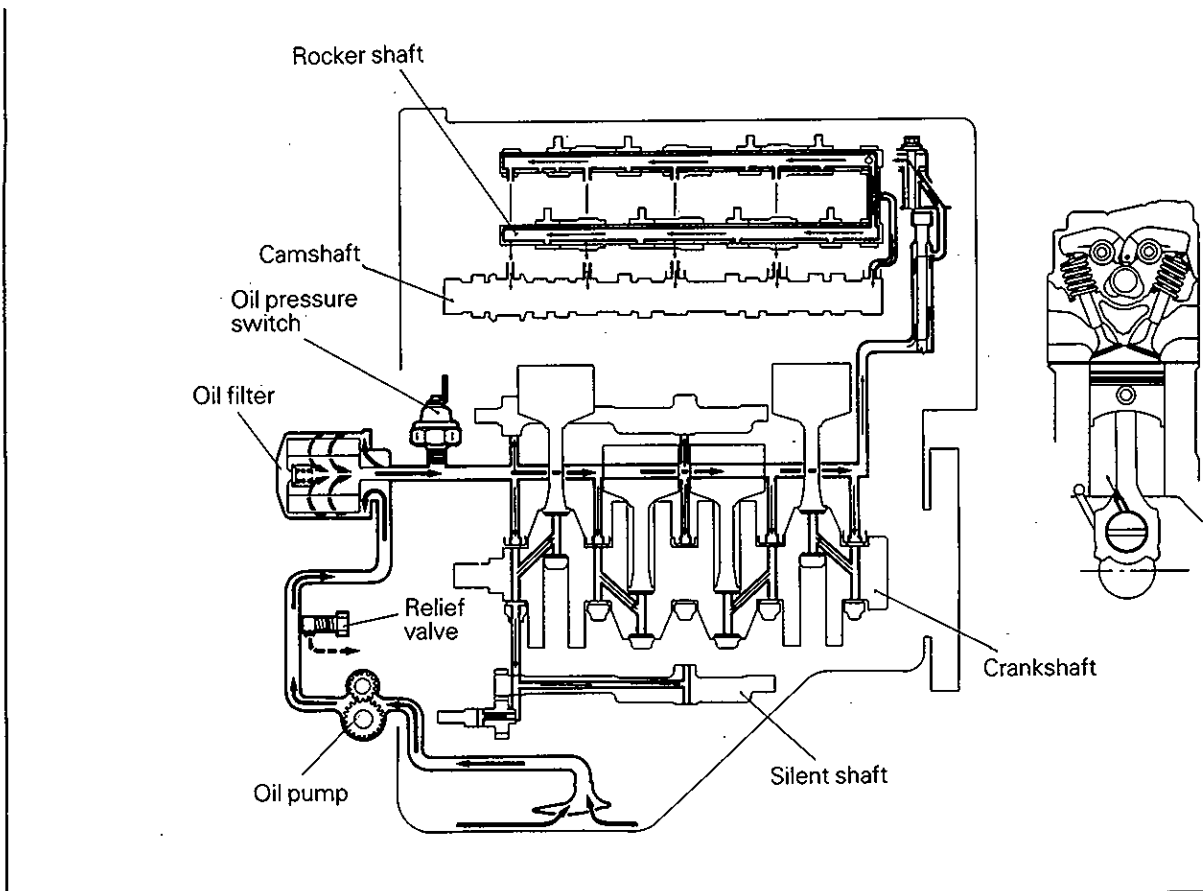 Rocker shaft
Camshaft
Oil pressure
switch
Oil filter
Relief
valve
Crankshaft
Silent shaft
Oil pump